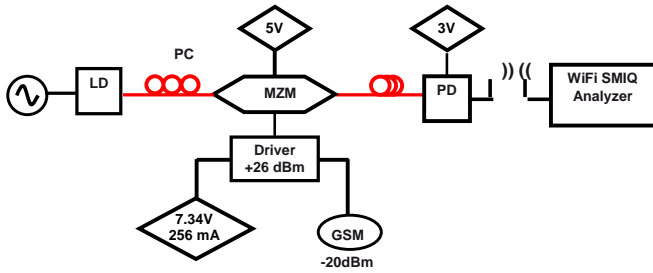 5V
3V
PC
LD
MZM
PD
)) ((
WiFi SMIQ
Analyzer
Driver
+26 dBm
7.34V
256 mA
GSM
-20dBm